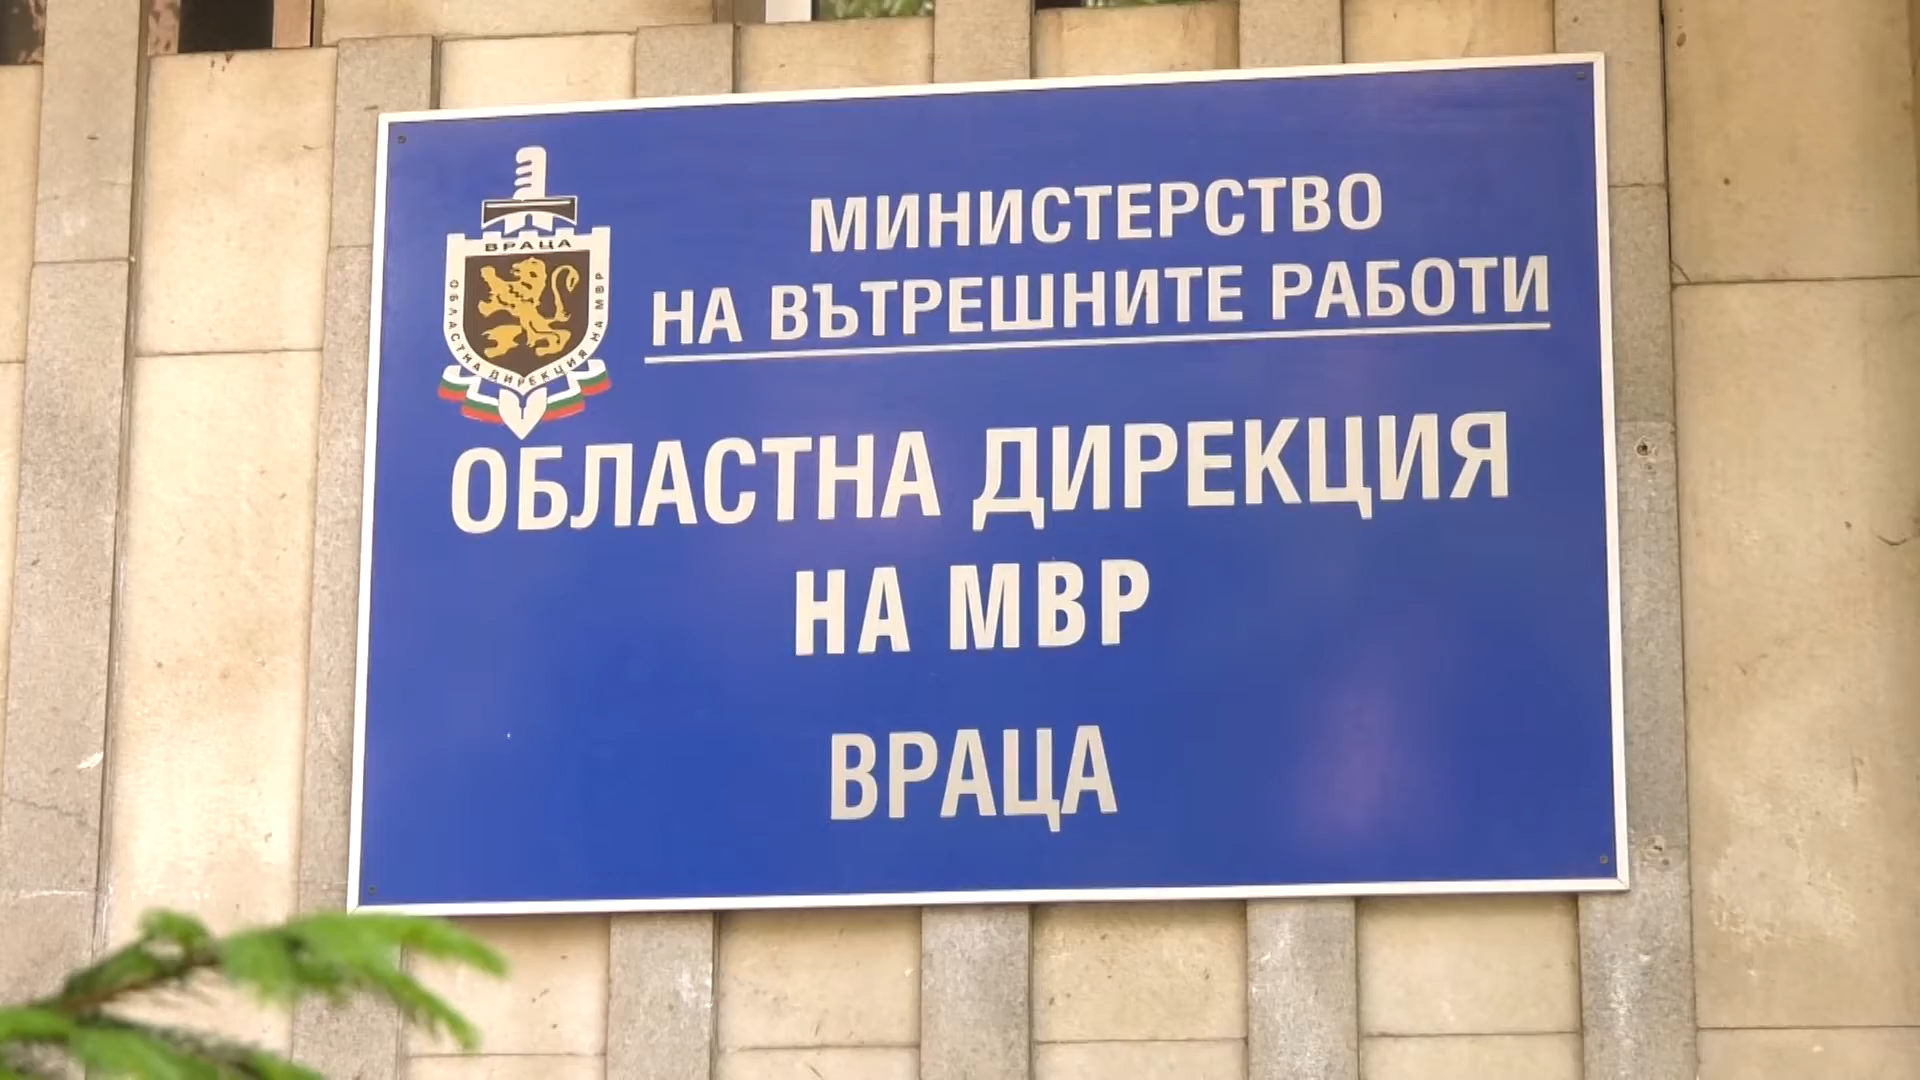 ВРАЦА
ОБЛАСТНА ДИРЕКЦИЯ НА МВР
МИНИСТЕРСТВО
НА ВЪТРЕШНИТЕ РАБОТИ
ОБЛАСТНА ДИРЕКЦИЯ
НА МВР
ВРАЦА